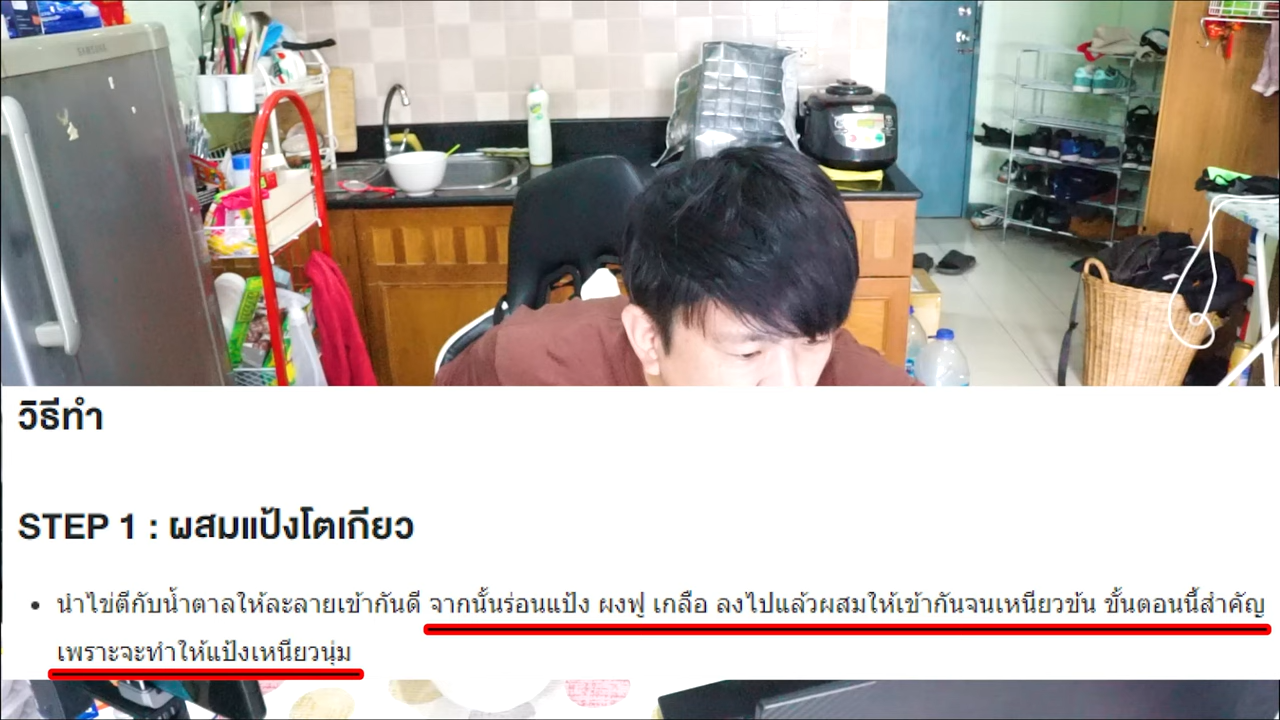 SAMSUNG
วิธีทำ
STEP 1 : ผสมแป้งโตเกียว
• นำไข่ตีกับน้ำตาลให้ละลายเข้ากันดี จากนั้นร่อนแป้ง ผงฟู เกลือ ลงไปแล้วผสมให้เข้ากันจนเหนียวข้น ขั้นตอนนี้สำคัญ
เพราะจะทำให้แป้งเหนียวนุ่ม